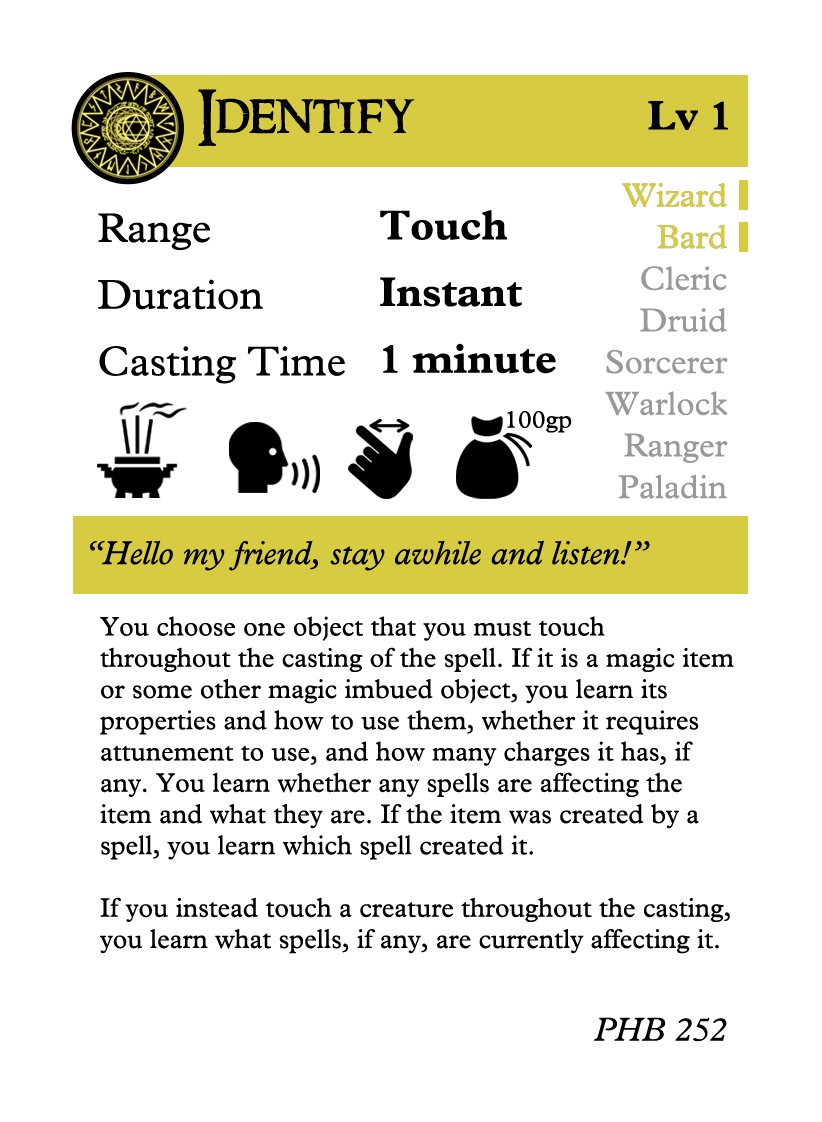 IDENTIFY
Lv 1
Range Touch
Duration Instant
Casting Time 1 minute
Wizard
Bard
Cleric
Druid
Sorcerer
Warlock
Ranger
Paladin
100gp
“Hello my friend, stay awhile and listen!”
You choose one object that you must touch
throughout the casting of the spell. If it is a magic item
or some other magic imbued object, you learn its
properties and how to use them, whether it requires
attunement to use, and how many charges it has, if
any. You learn whether any spells are affecting the
item and what they are. If the item was created by a
spell, you learn which spell created it.
If you instead touch a creature throughout the casting,
you learn what spells, if any, are currently affecting it.
PHB 252